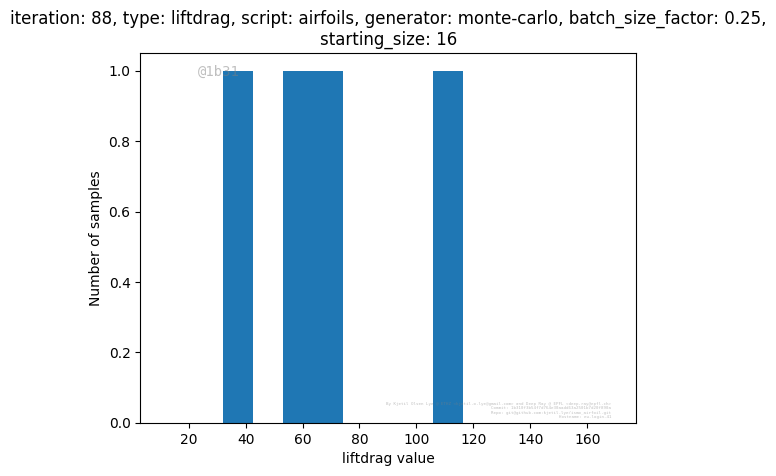 iteration: 88, type: liftdrag, script: airfoils, generator: monte-carlo, batch_size_factor: 0.25,
starting_size: 16
@1b31
1.0
0.8
0.6
0.4
0.2
0.0
Number of samples
20 40 60 80 100 120 140 160
liftdrag value